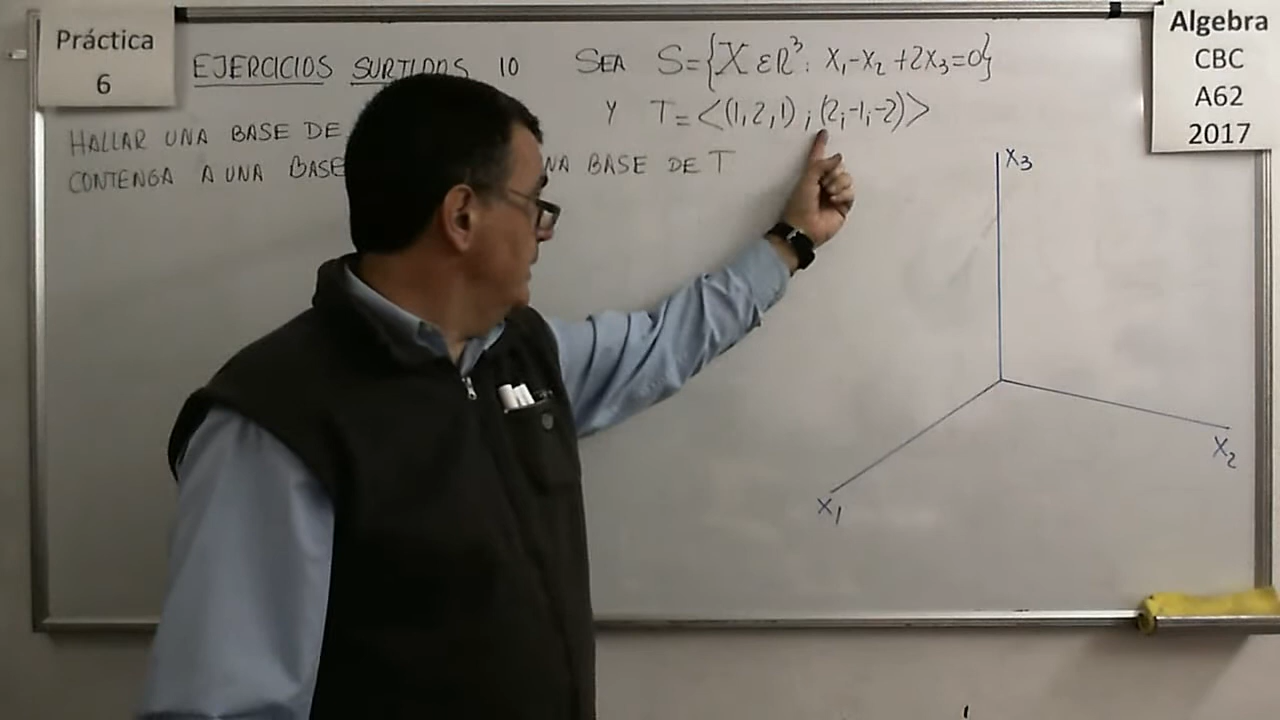 Práctica
6
EJERCICIOS SURTIDOS 10
SEA S={X ∈ R³: X₁-X₂+2X₃=0}
Y T=<(1,2,1);(2,-1,-2)>
HALLAR UNA BASE DE
CONTENGA A UNA BASE NA BASE DE T
Algebra
CBC
A62
2017
X₃
X₂
X₁